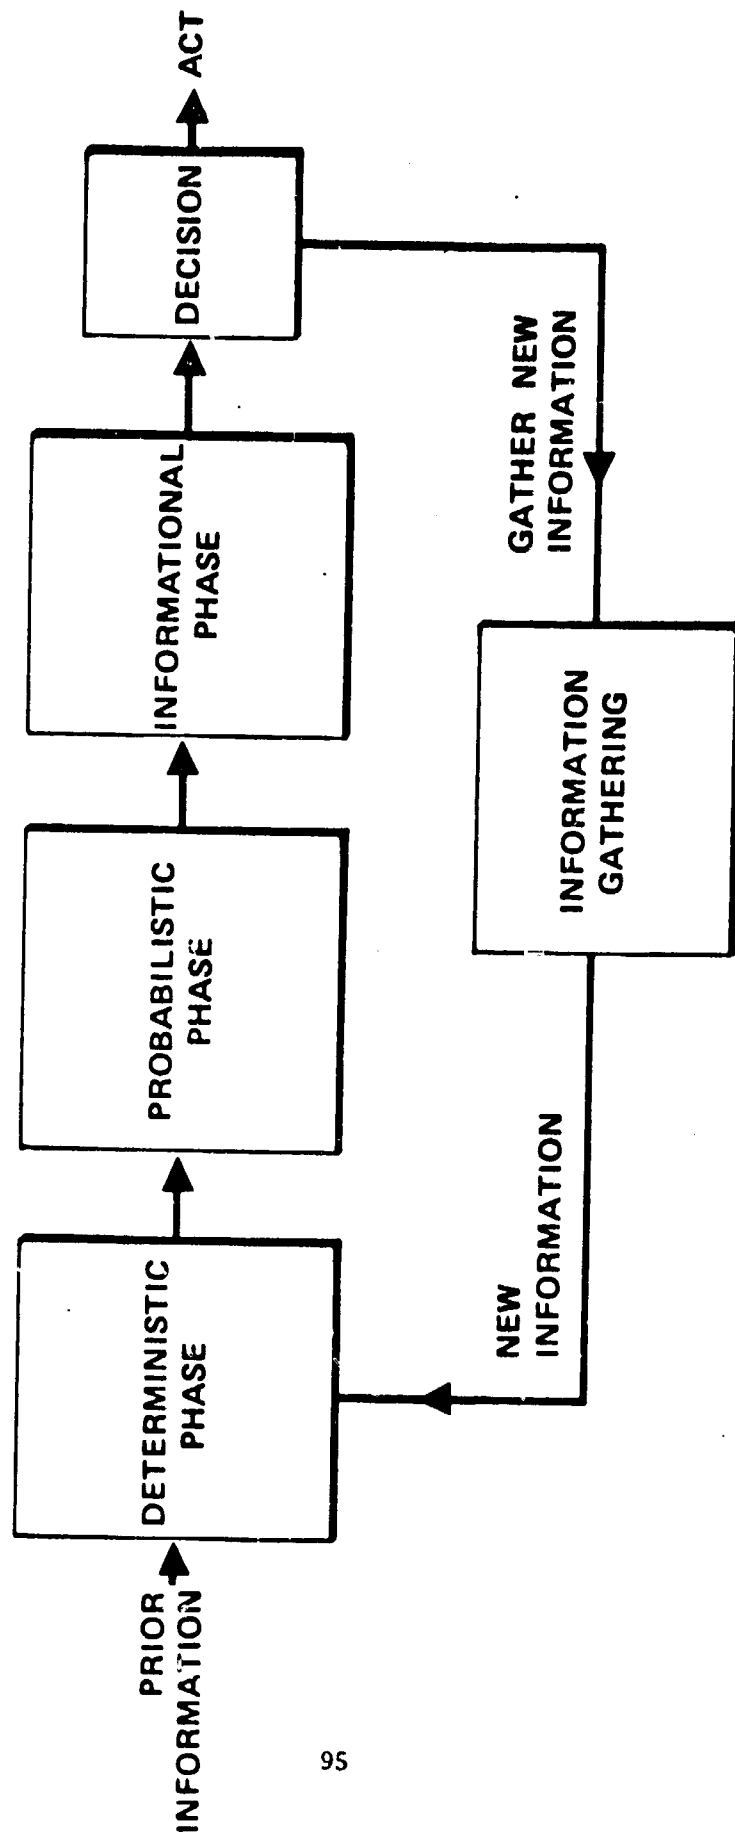 PRIOR
INFORMATION
DETERMINISTIC
PHASE
PROBABILISTIC
PHASE
INFORMATIONAL
PHASE
DECISION
ACT
NEW
INFORMATION
INFORMATION
GATHERING
GATHER NEW
INFORMATION
95